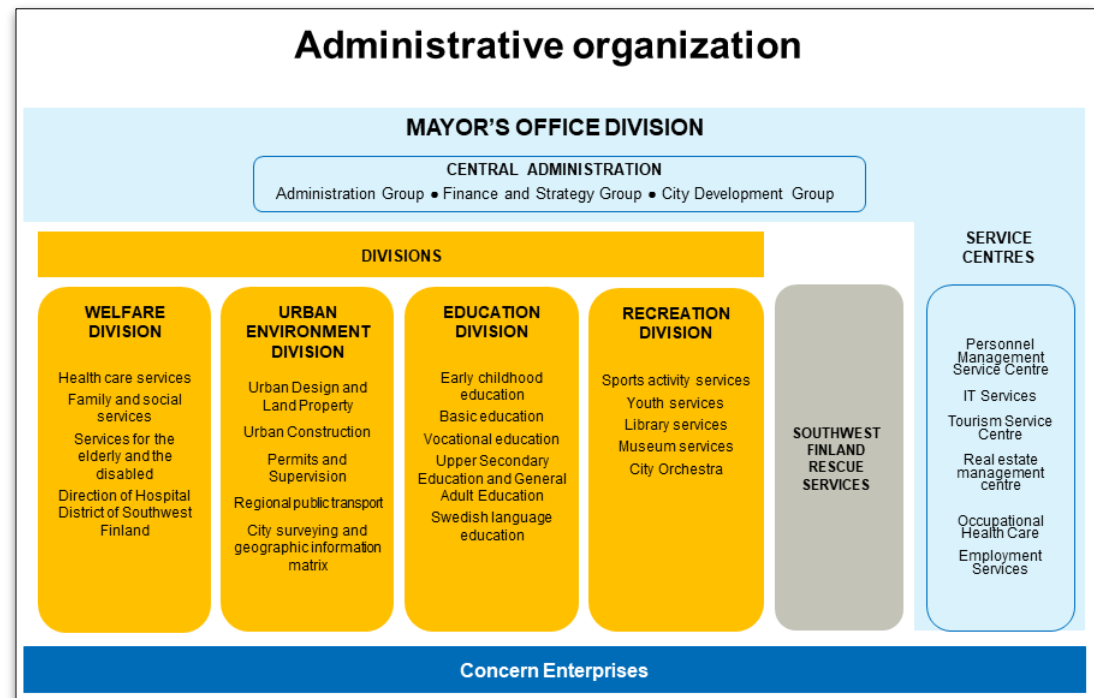 Administrative organization
MAYOR'S OFFICE DIVISION
CENTRAL ADMINISTRATION
Administration Group ● Finance and Strategy Group ● City Development Group
DIVISIONS
WELFARE
DIVISION
Health care services
Family and social
services
Services for the
elderly and the
disabled
Direction of Hospital
District of Southwest
Finland
URBAN
ENVIRONMENT
DIVISION
Urban Design and
Land Property
Urban Construction
Permits and
Supervision
Regional public transport
City surveying and
geographic information
matrix
EDUCATION
DIVISION
Early childhood
education
Basic education
Vocational education
Upper Secondary
Education and General
Adult Education
Swedish language
education
RECREATION
DIVISION
Sports activity services
Youth services
Library services
Museum services
City Orchestra
SOUTHWEST
FINLAND
RESCUE
SERVICES
SERVICE
CENTRES
Personnel
Management
Service Centre
IT Services
Tourism Service
Centre
Real estate
management
centre
Occupational
Health Care
Employment
Services
Concern Enterprises